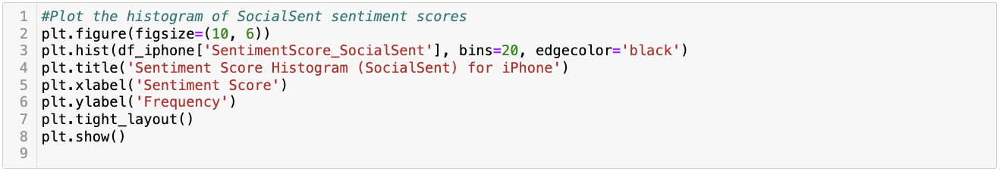 1 #Plot the histogram of SocialSent sentiment scores
2 plt.figure(figsize=(10, 6))
3 plt.hist(df_iphone['SentimentScore_SocialSent'], bins=20, edgecolor='black')
4 plt.title('Sentiment Score Histogram (SocialSent) for iPhone')
5 plt.xlabel('Sentiment Score')
6 plt.ylabel('Frequency')
7 plt.tight_layout()
8 plt.show()
9